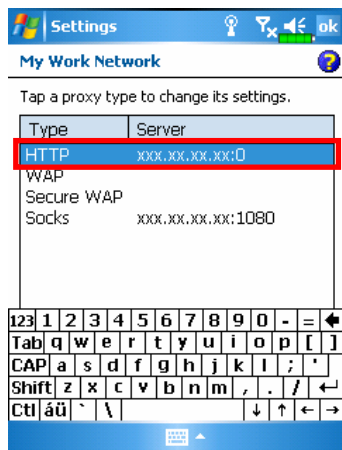 Settings ok
My Work Network ?
Tap a proxy type to change its settings.
Type Server
HTTP xxx.xx.xx.xx:0
WAP
Secure WAP
Socks xxx.xx.xx.xx:1080
123 1 2 3 4 5 6 7 8 9 0 - =
Tab q w e r t y u i o p [ ]
CAP a s d f g h j k l ; '
Shift z x c v b n m , . /
Ctl áü ` \